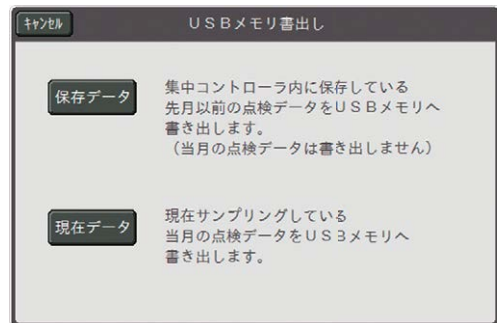 キャンセル
USBメモリ書出し
保存データ
集中コントローラ内に保存している
先月以前の点検データをUSBメモリへ
書き出します。
（当月の点検データは書き出しません）
現在データ
現在サンプリングしている
当月の点検データをUSBメモリへ
書き出します。